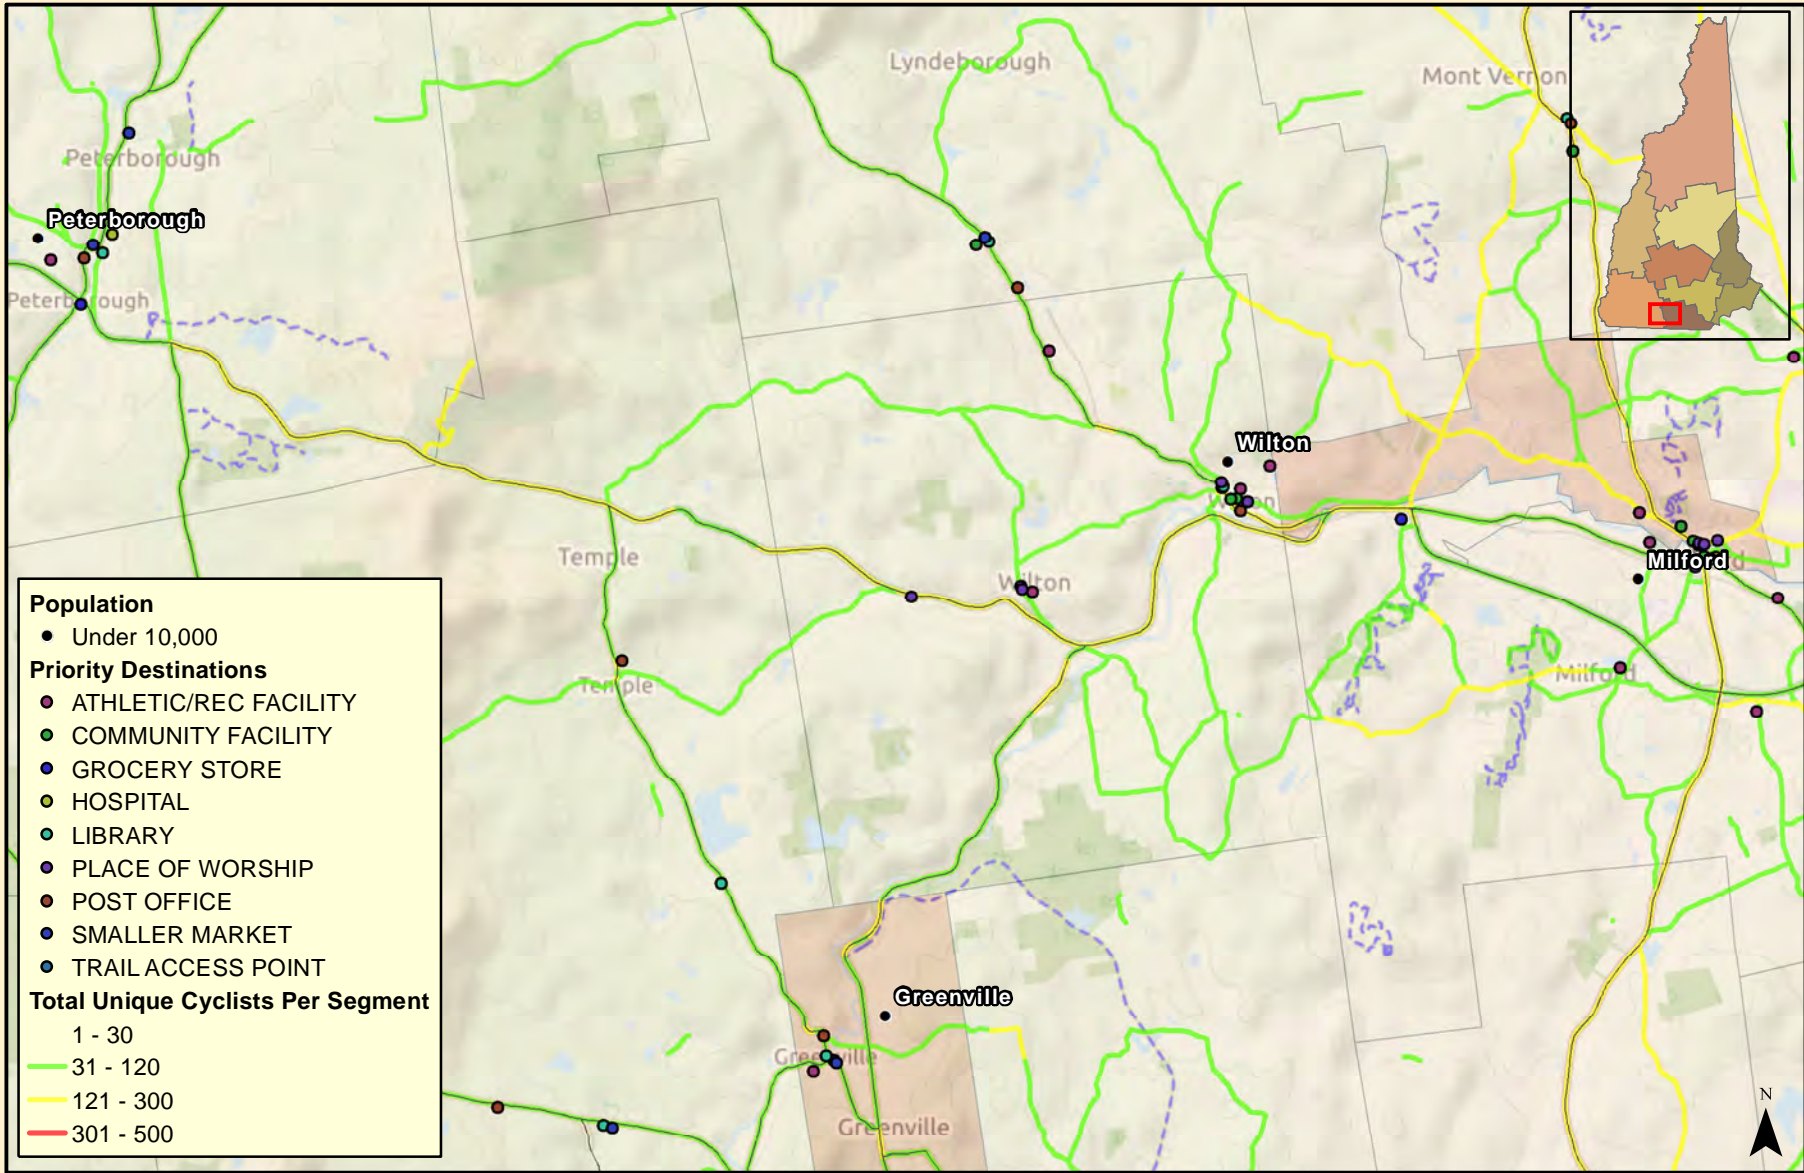 Lyndeborough
Mont Vernon
Peterborough
Peterborough
Peterborough
Wilton
Wilton
Milford
Temple
Wilton
Temple
Milford
Greenville
Greenville
Greenville
Population
Under 10,000
Priority Destinations
ATHLETIC/REC FACILITY
COMMUNITY FACILITY
GROCERY STORE
HOSPITAL
LIBRARY
PLACE OF WORSHIP
POST OFFICE
SMALLER MARKET
TRAIL ACCESS POINT
Total Unique Cyclists Per Segment
1 - 30
31 - 120
121 - 300
301 - 500
N